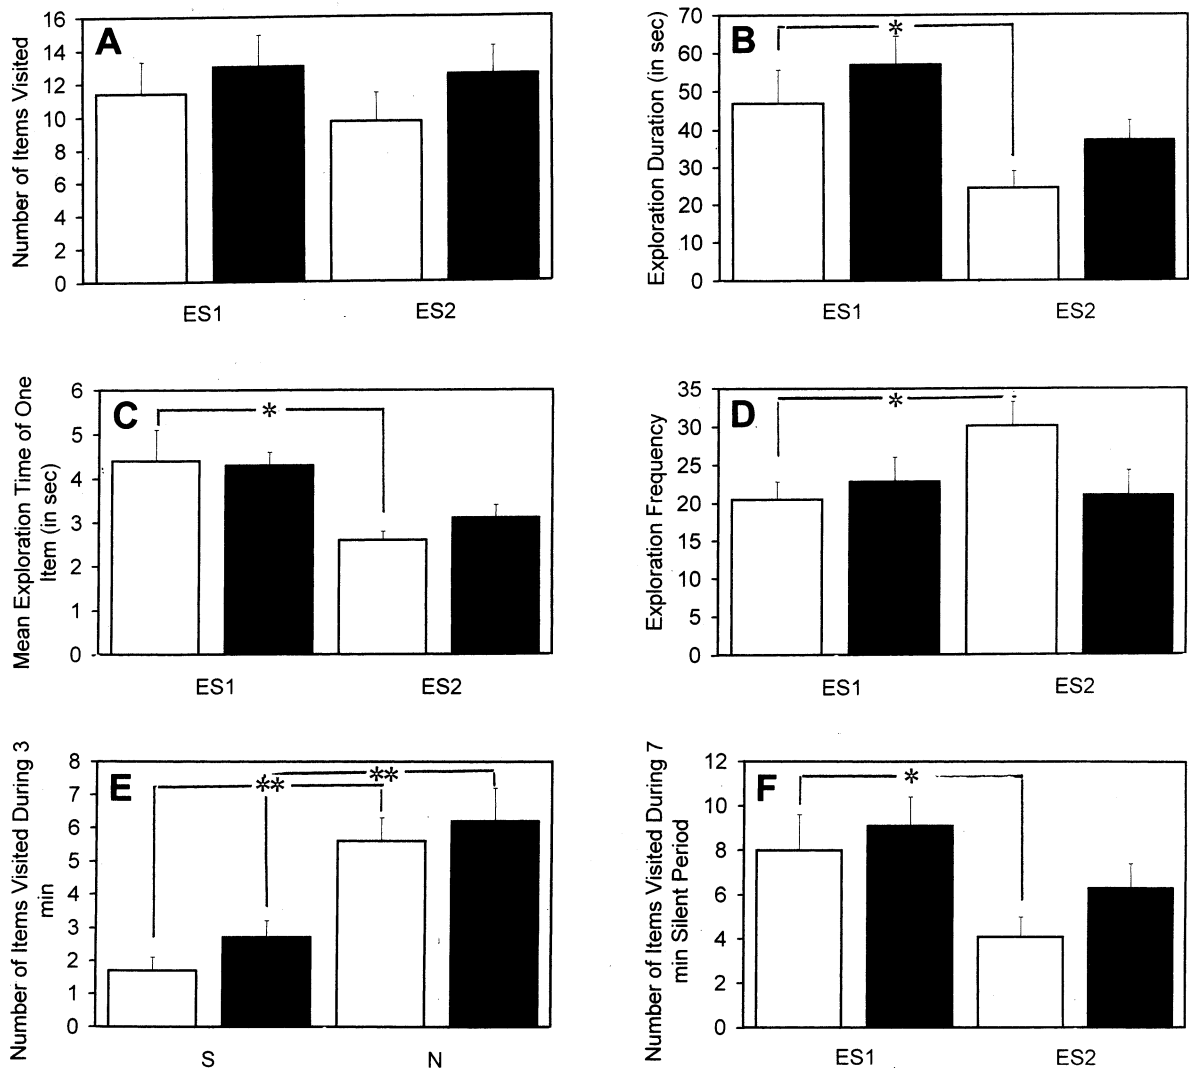 A
Number of Items Visited
16
14
12
10
8
6
4
2
0
ES1 ES2
B
Exploration Duration (in sec)
70
60
50
40
30
20
10
0
*
ES1 ES2
C
Mean Exploration Time of One
Item (in sec)
6
5
4
3
2
1
0
*
ES1 ES2
D
Exploration Frequency
35
30
25
20
15
10
5
0
*
ES1 ES2
E
Number of Items Visited During 3
min
8
7
6
5
4
3
2
1
0
**
**
S N
F
Number of Items Visited During 7
min Silent Period
12
10
8
6
4
2
0
*
ES1 ES2